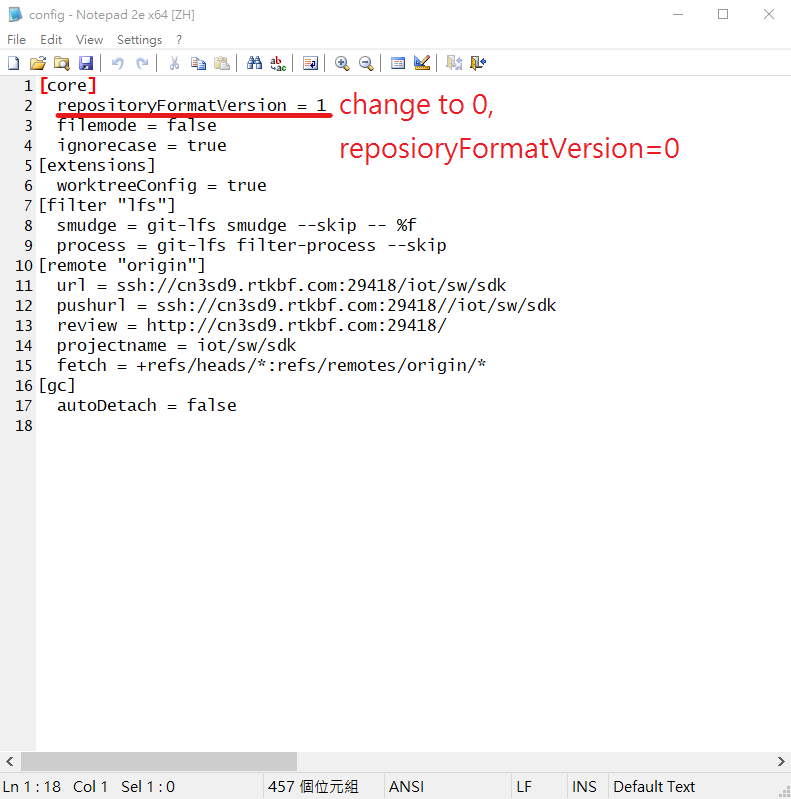 config - Notepad 2e x64 [ZH]
File Edit View Settings ?
1 [core]
2 repositoryFormatVersion = 1
change to 0,
3 filemode = false
4 ignorecase = true
reposioryFormatVersion=0
5 [extensions]
6 worktreeConfig = true
7 [filter "lfs"]
8 smudge = git-lfs smudge --skip -- %f
9 process = git-lfs filter-process --skip
10 [remote "origin"]
11 url = ssh://cn3sd9.rtkbf.com:29418/iot/sw/sdk
12 pushurl = ssh://cn3sd9.rtkbf.com:29418//iot/sw/sdk
13 review = http://cn3sd9.rtkbf.com:29418/
14 projectname = iot/sw/sdk
15 fetch = +refs/heads/*:refs/remotes/origin/*
16 [gc]
17 autoDetach = false
18
Ln 1 : 18 Col 1 Sel 1 : 0 457 個位元組 ANSI LF INS Default Text